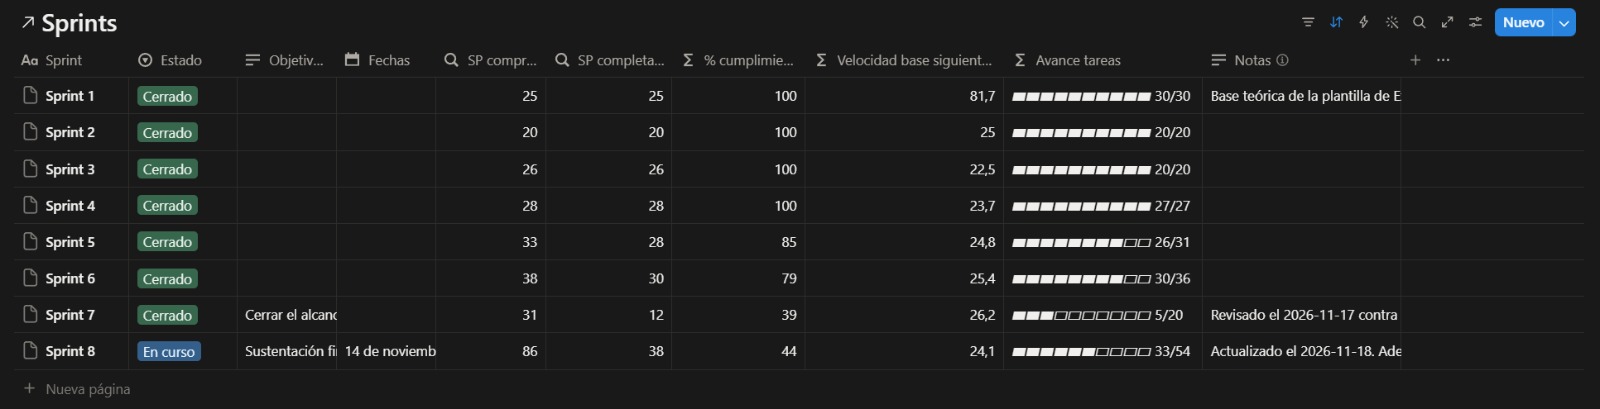 Sprints
Nuevo
Aa Sprint Estado Objetiv... Fechas SP compr... SP completa... Σ % cumplimie... Σ Velocidad base siguient... Σ Avance tareas Notas
Sprint 1 Cerrado 25 25 100 81,7 30/30 Base teórica de la plantilla de E
Sprint 2 Cerrado 20 20 100 25 20/20
Sprint 3 Cerrado 26 26 100 22,5 20/20
Sprint 4 Cerrado 28 28 100 23,7 27/27
Sprint 5 Cerrado 33 28 85 24,8 26/31
Sprint 6 Cerrado 38 30 79 25,4 30/36
Sprint 7 Cerrado Cerrar el alcanc 31 12 39 26,2 5/20 Revisado el 2026-11-17 contra
Sprint 8 En curso Sustentación fi 14 de noviemb 86 38 44 24,1 33/54 Actualizado el 2026-11-18. Ade
+ Nueva página